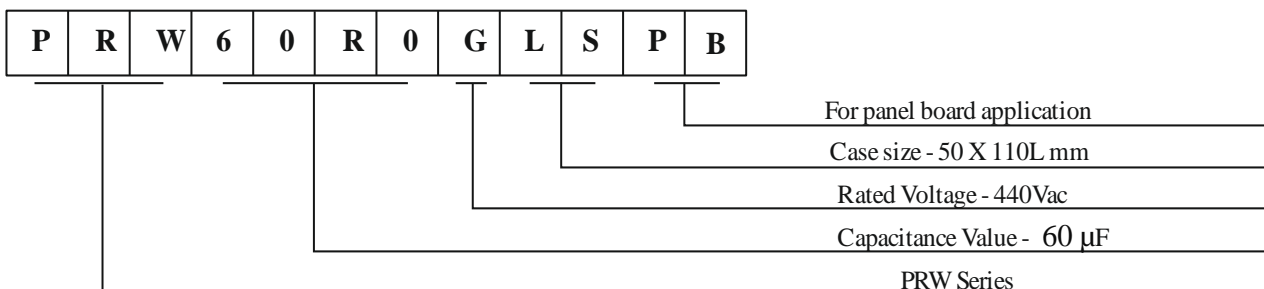 P R W 6 0 R 0 G L S P B
For panel board application
Case size - 50 X 110L mm
Rated Voltage - 440Vac
Capacitance Value - 60 µF
PRW Series